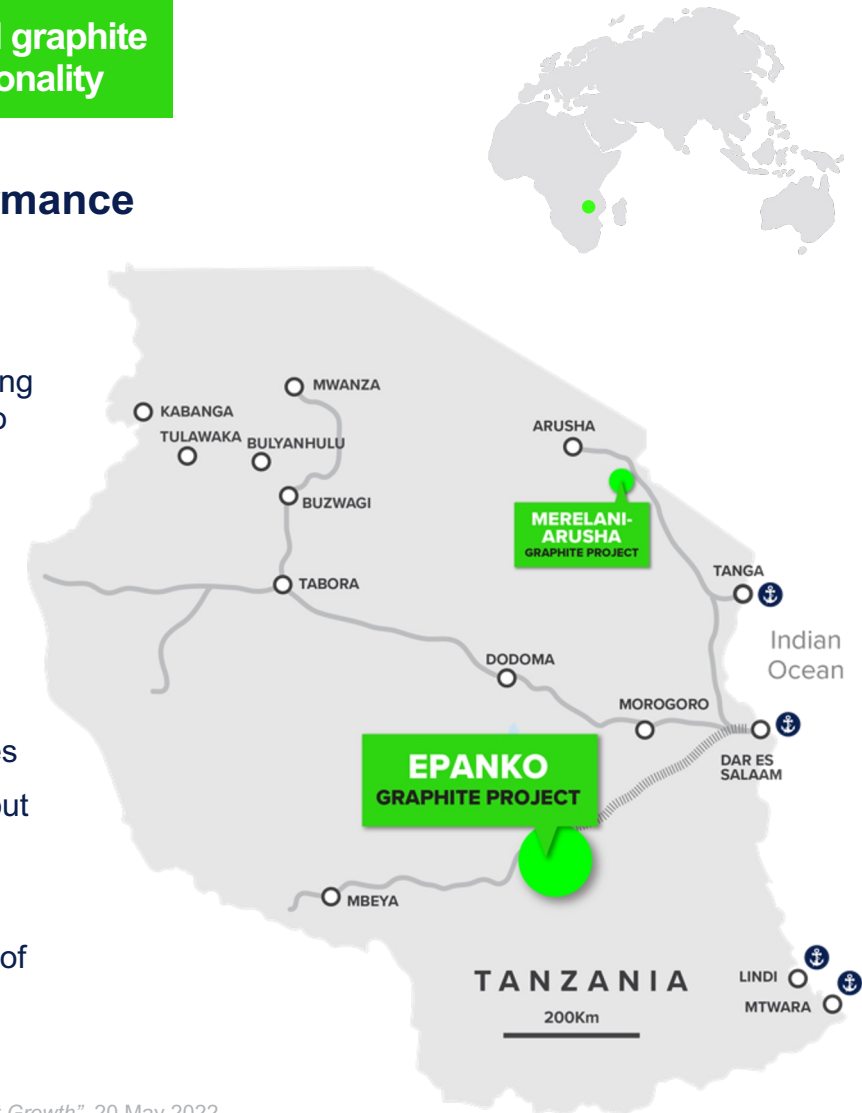 graphite
onality
rmance
ng
MWANZA
KABANGA
TULAWAKA
BULYANHULU
ARUSHA
BUZWAGI
MERELANI-
ARUSHA
GRAPHITE PROJECT
TABORA
TANGA
Indian
Ocean
DODOMA
MOROGORO
es
EPANKO
GRAPHITE PROJECT
DAR ES
SALAAM
out
MBEYA
of
TANZANIA
LINDI
MTWARA
200Km
Growth", 20 May 2022